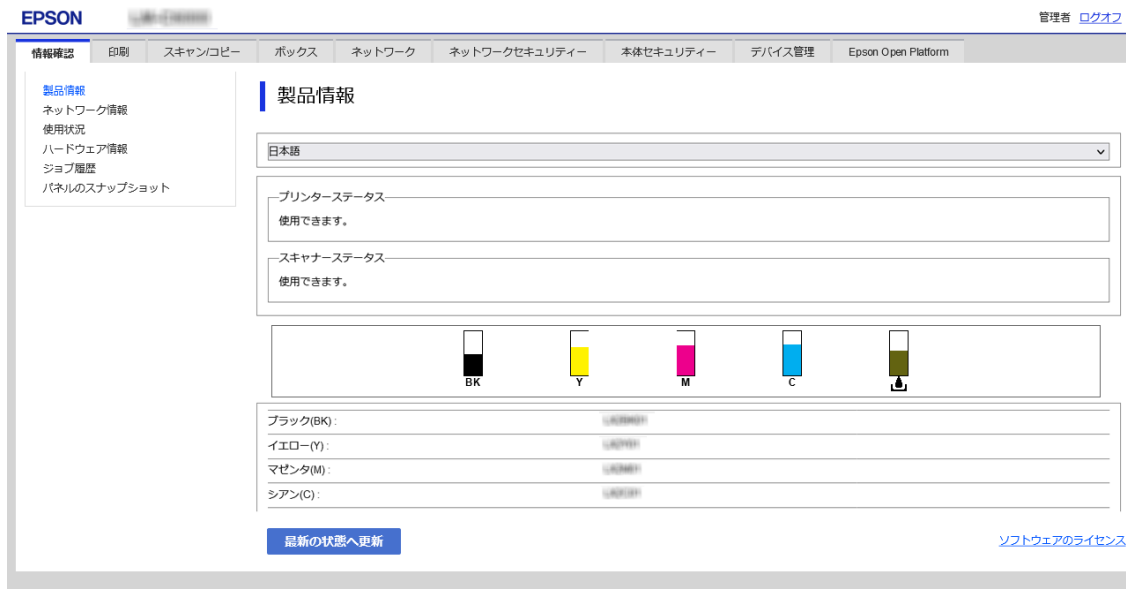 EPSON
管理者 ログオフ
情報確認 印刷 スキャン/コピー ボックス ネットワーク ネットワークセキュリティー 本体セキュリティー デバイス管理 Epson Open Platform
製品情報
ネットワーク情報
使用状況
ハードウェア情報
ジョブ履歴
パネルのスナップショット
製品情報
日本語
プリンターステータス
使用できます。
スキャナーステータス
使用できます。
BK Y M C
ブラック(BK) :
イエロー(Y) :
マゼンタ(M) :
シアン(C) :
最新の状態へ更新
ソフトウェアのライセンス